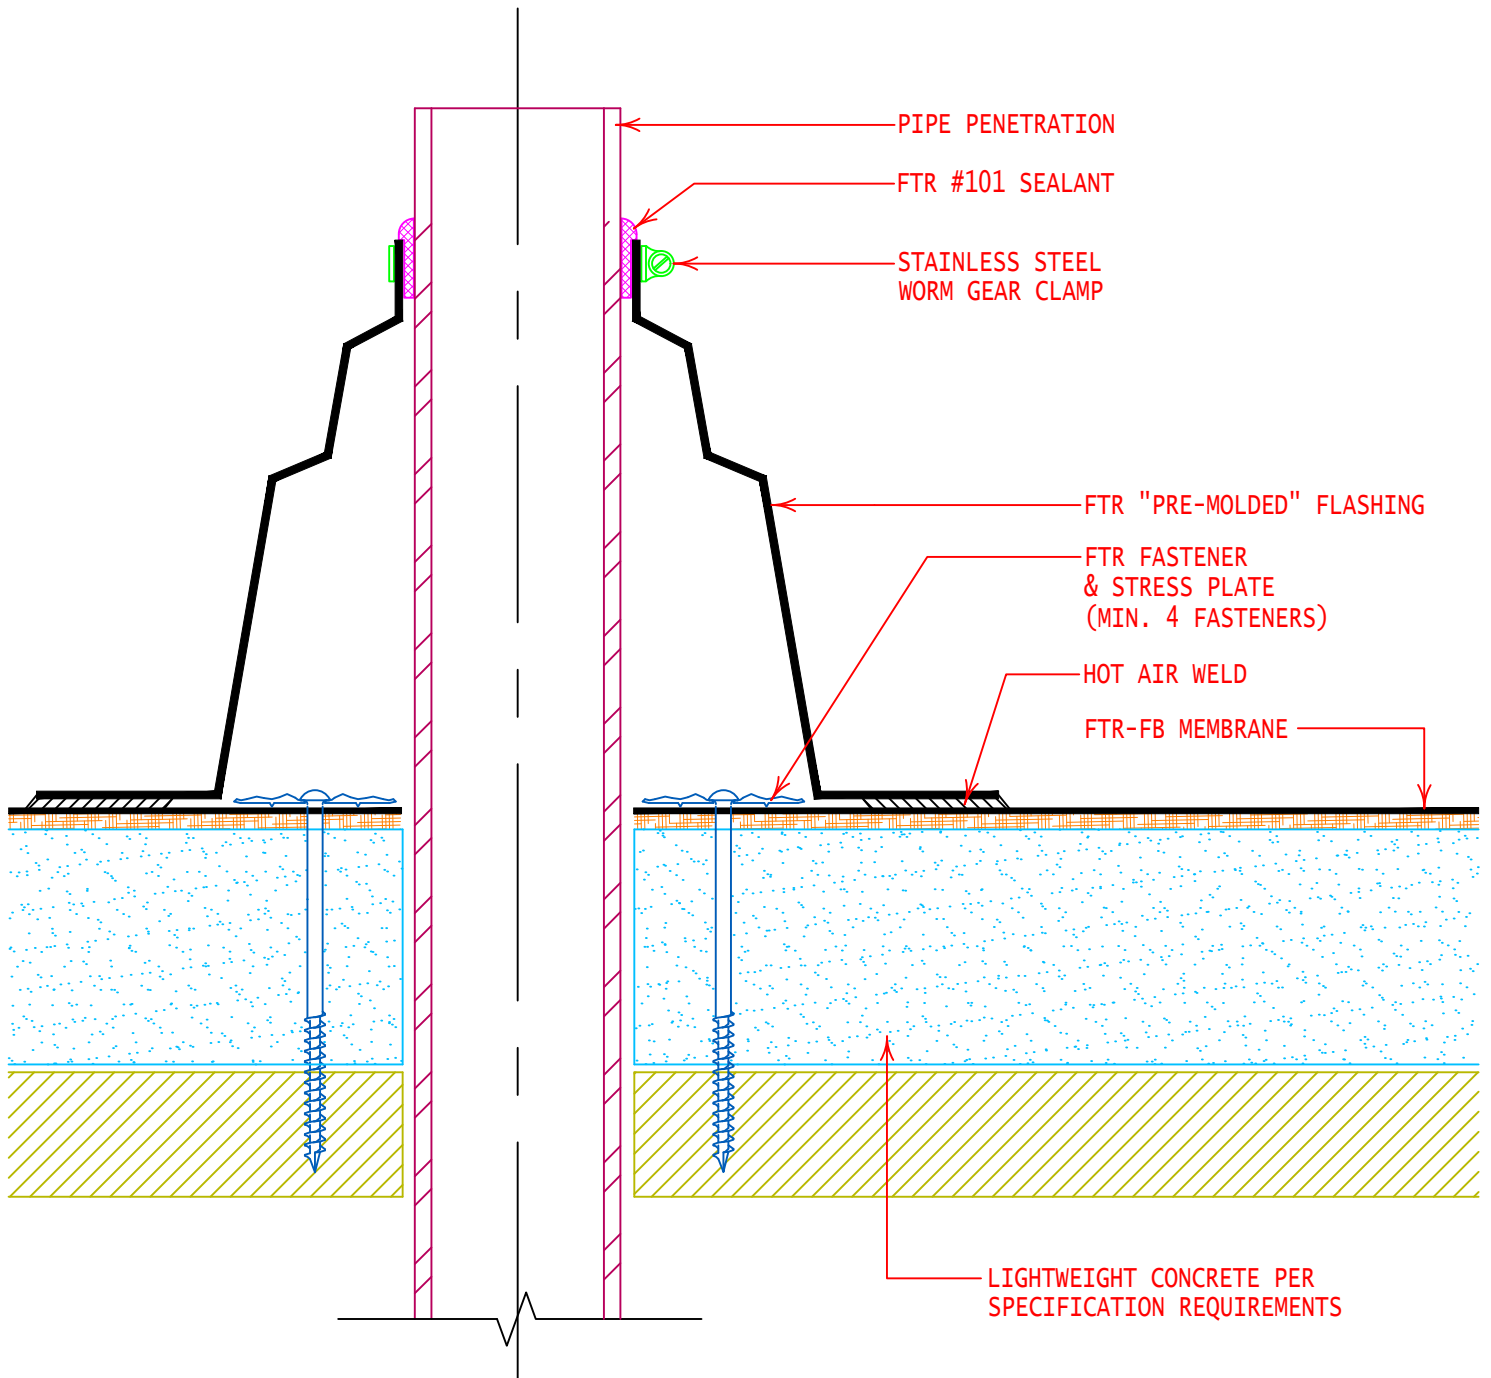 PIPE PENETRATION
FTR #101 SEALANT
STAINLESS STEEL
WORM GEAR CLAMP
FTR "PRE-MOLDED" FLASHING
FTR FASTENER
& STRESS PLATE
(MIN. 4 FASTENERS)
HOT AIR WELD
FTR-FB MEMBRANE
LIGHTWEIGHT CONCRETE PER
SPECIFICATION REQUIREMENTS